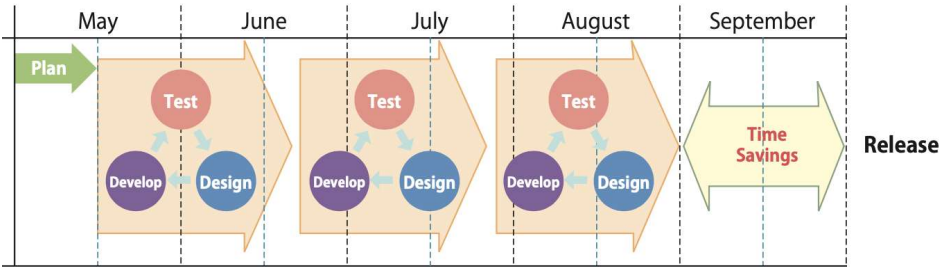 May June July August September
Plan
Test Test Test
Time
Savings
Release
Develop Design Develop Design Develop Design